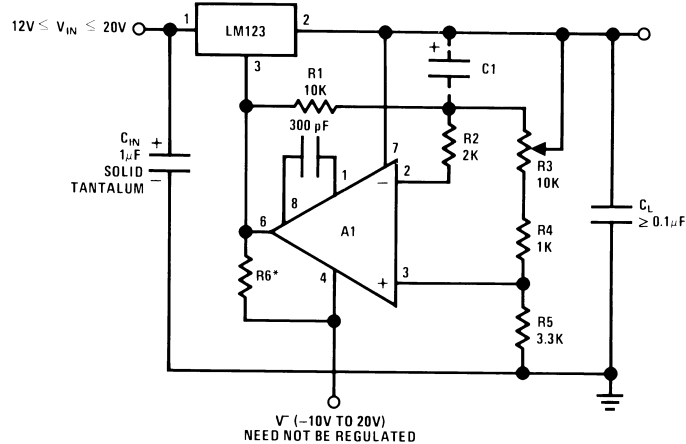 12V ≤ VIN ≤ 20V
1
LM123
2
3
+
C1
R1
10K
300 pF
R2
2K
R3
10K
7
CIN
1μF
SOLID
TANTALUM
+
−
8
1
−
2
CL
≥ 0.1μF
6
A1
R4
1K
R6*
4
+
3
R5
3.3K
V− (−10V TO 20V)
NEED NOT BE REGULATED